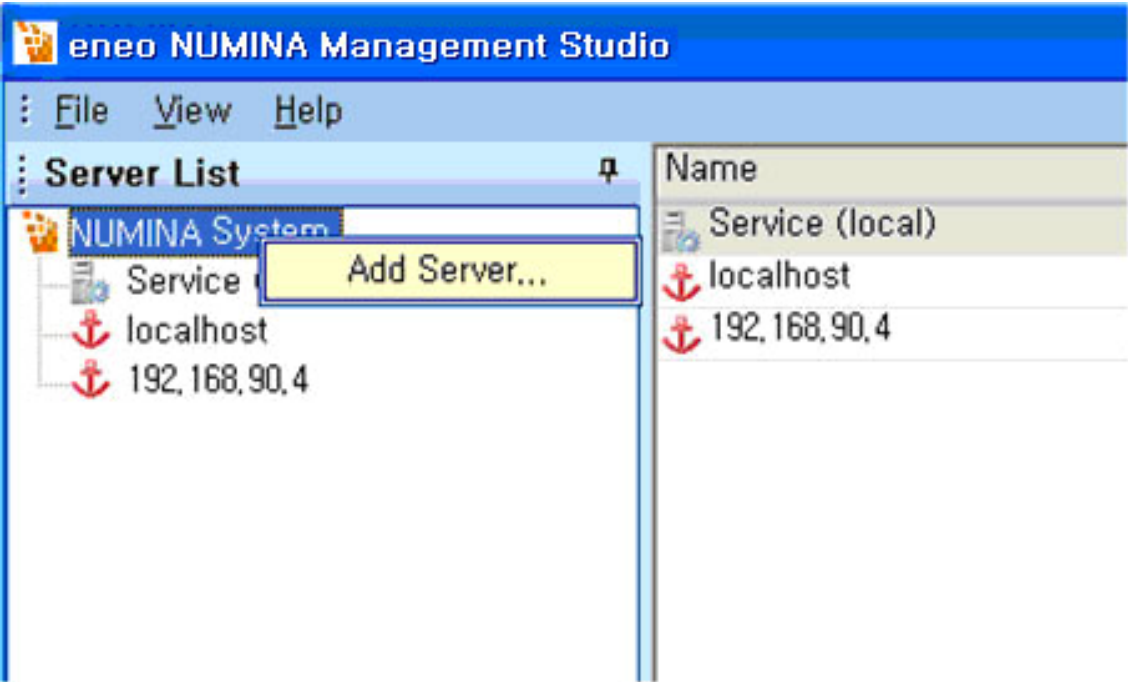 eneo NUMINA Management Studio
File View Help
Server List
NUMINA System
Add Server...
Service
localhost
192.168.90.4
Name
Service (local)
localhost
192.168.90.4